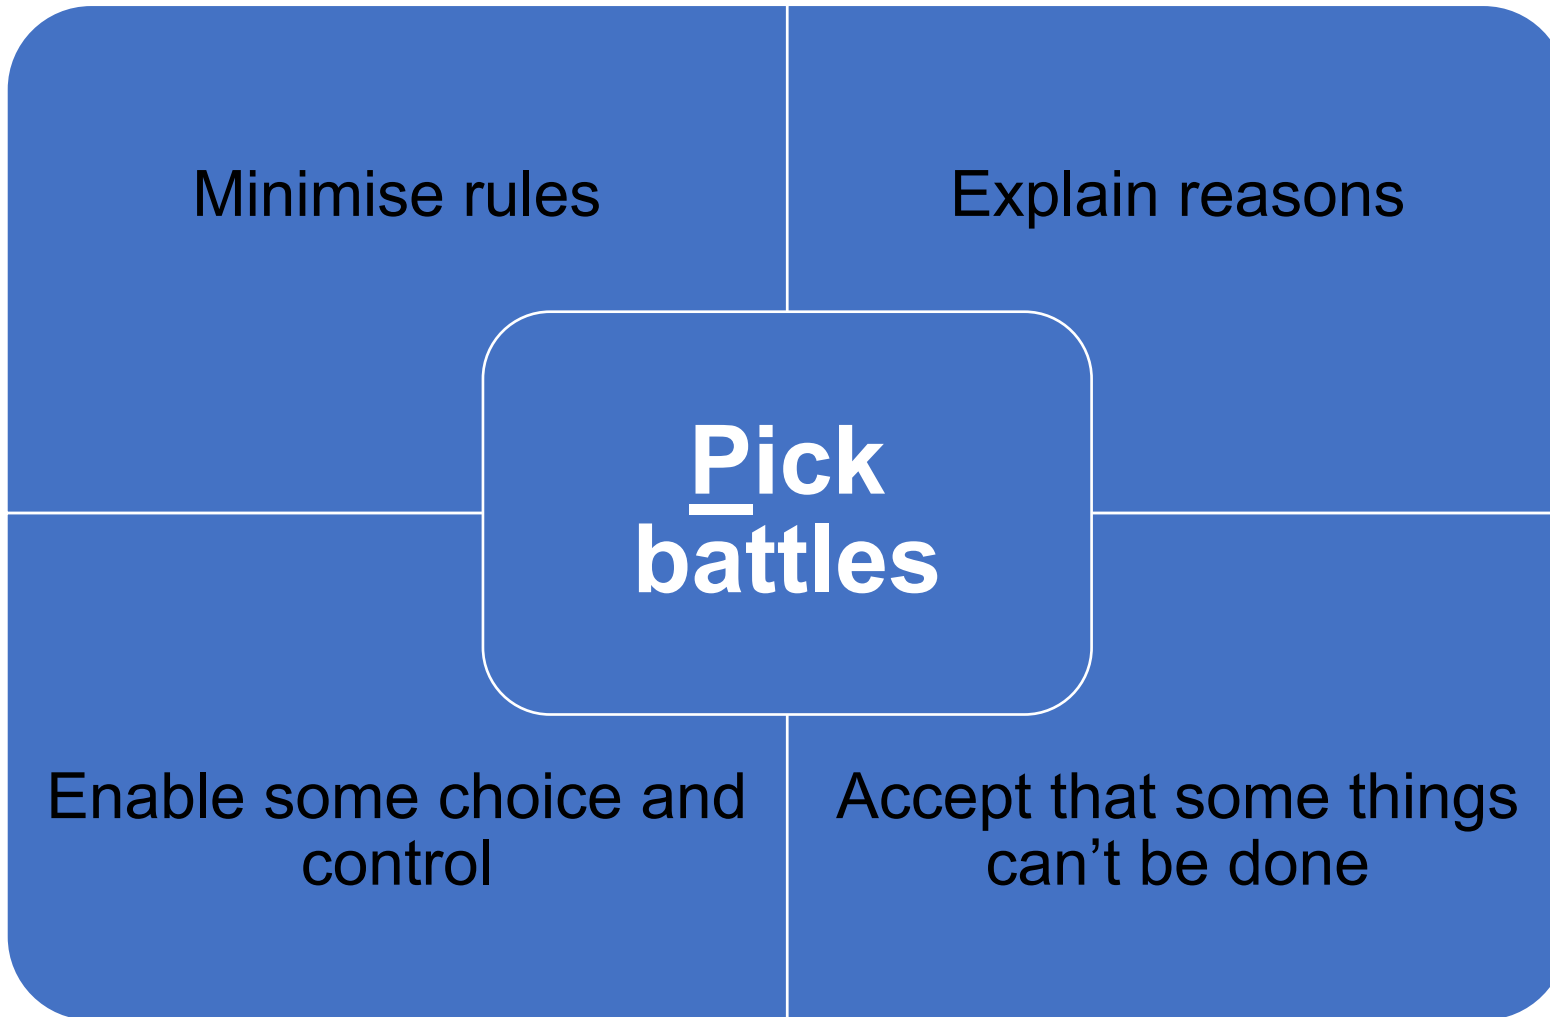 Minimise rules
Explain reasons
Pick
battles
Enable some choice and
control
Accept that some things
can’t be done